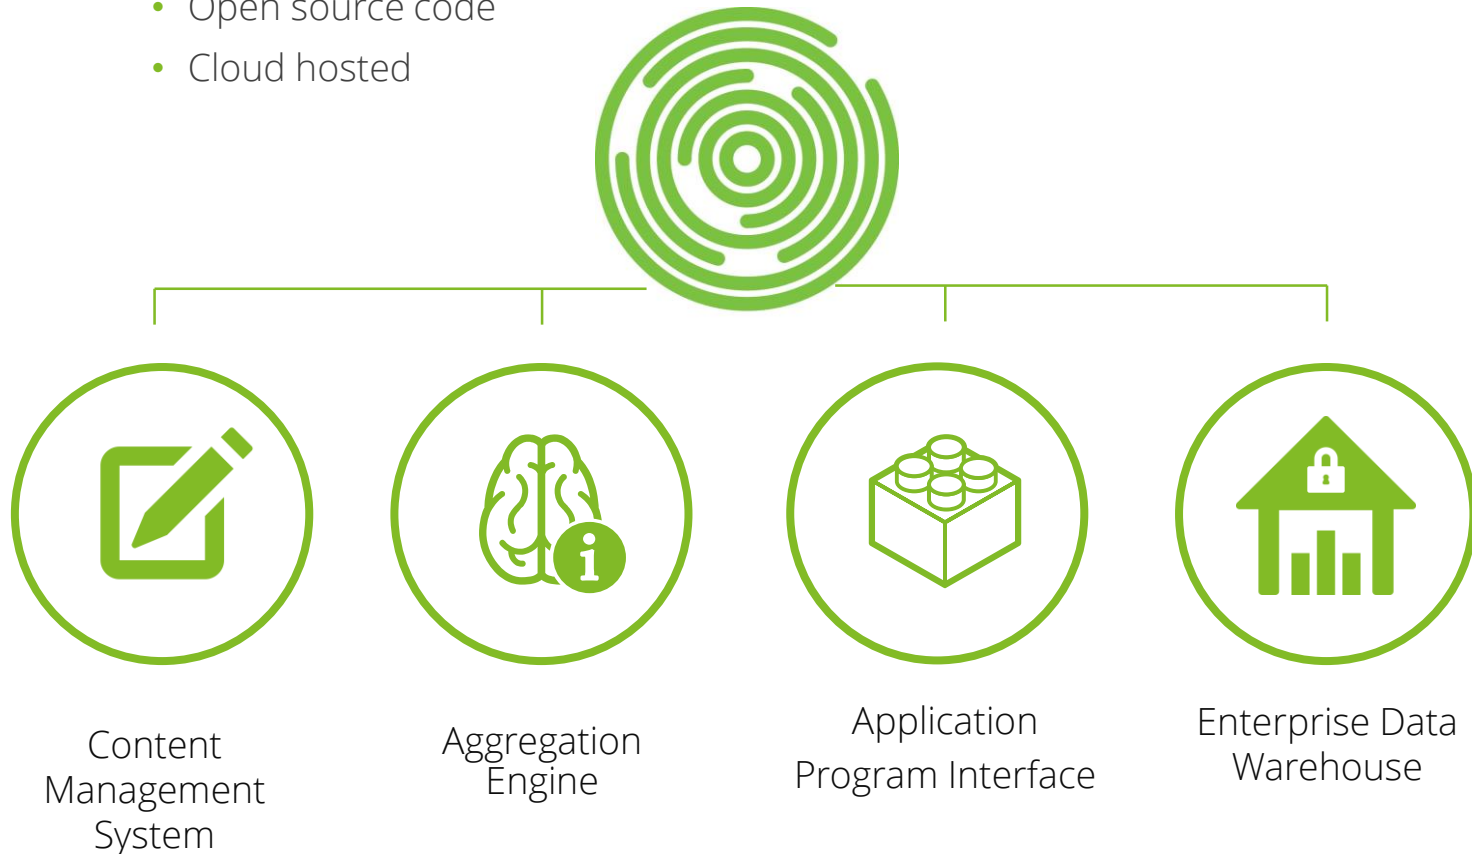 • Open source code
• Cloud hosted
Content
Management
System
Aggregation
Engine
Application
Program Interface
Enterprise Data
Warehouse